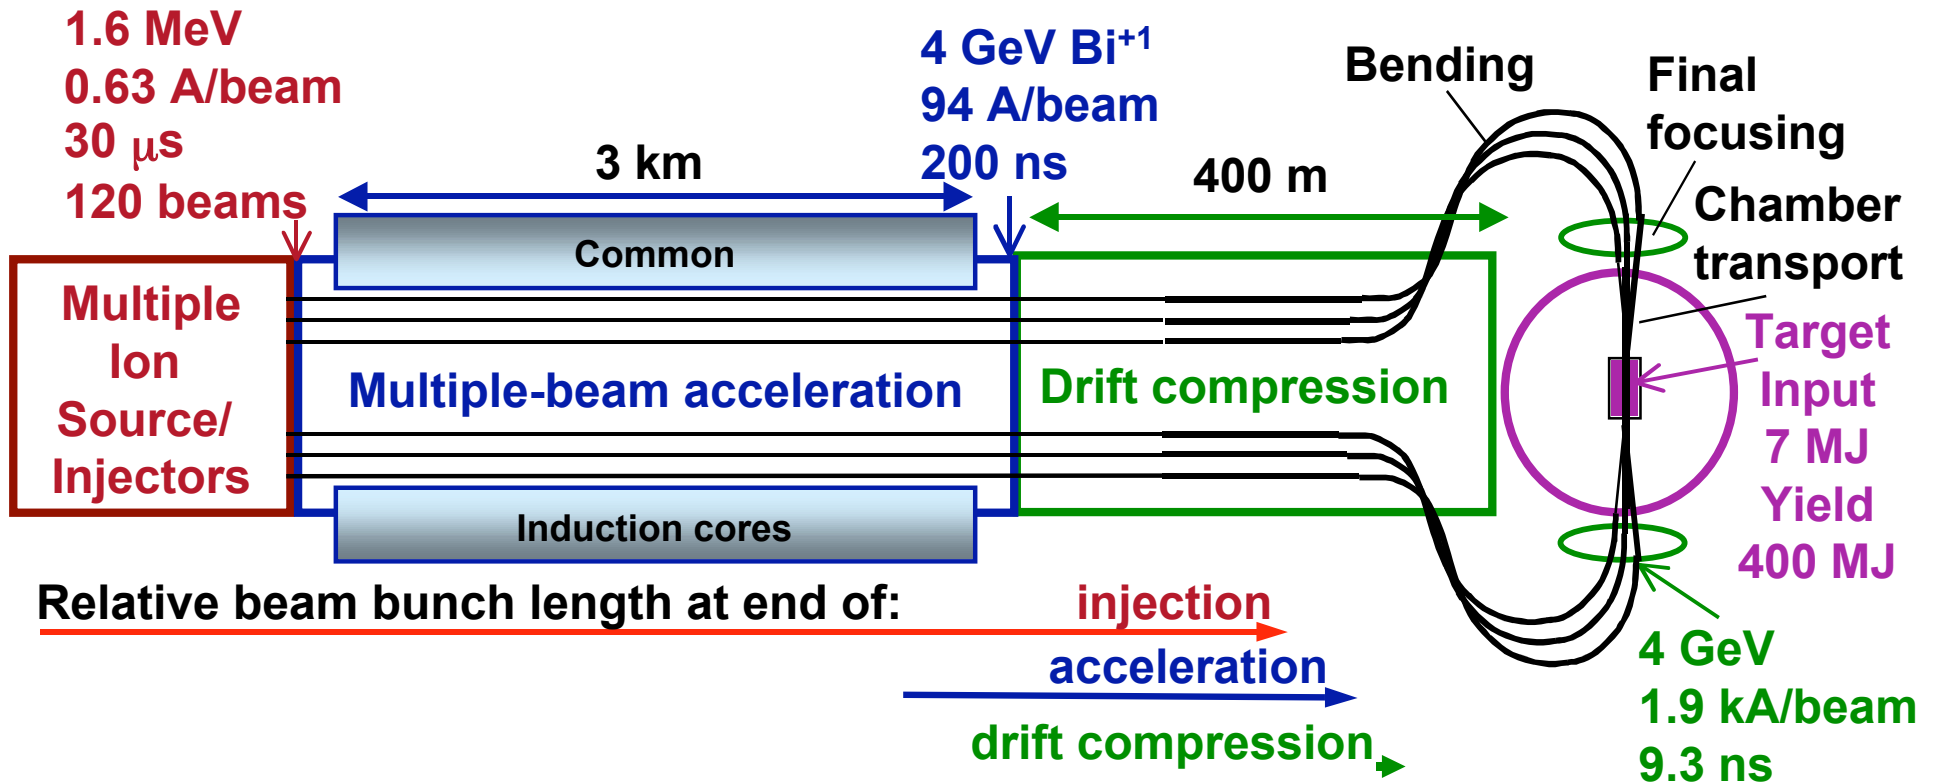 1.6 MeV
0.63 A/beam
30 μs
120 beams
4 GeV Bi+1
94 A/beam
200 ns
3 km
400 m
Bending
Final
focusing
Chamber
transport
Common
Multiple
Ion
Source/
Injectors
Multiple-beam acceleration
Drift compression
Target
Input
7 MJ
Yield
400 MJ
Induction cores
Relative beam bunch length at end of:
injection
acceleration
drift compression
4 GeV
1.9 kA/beam
9.3 ns